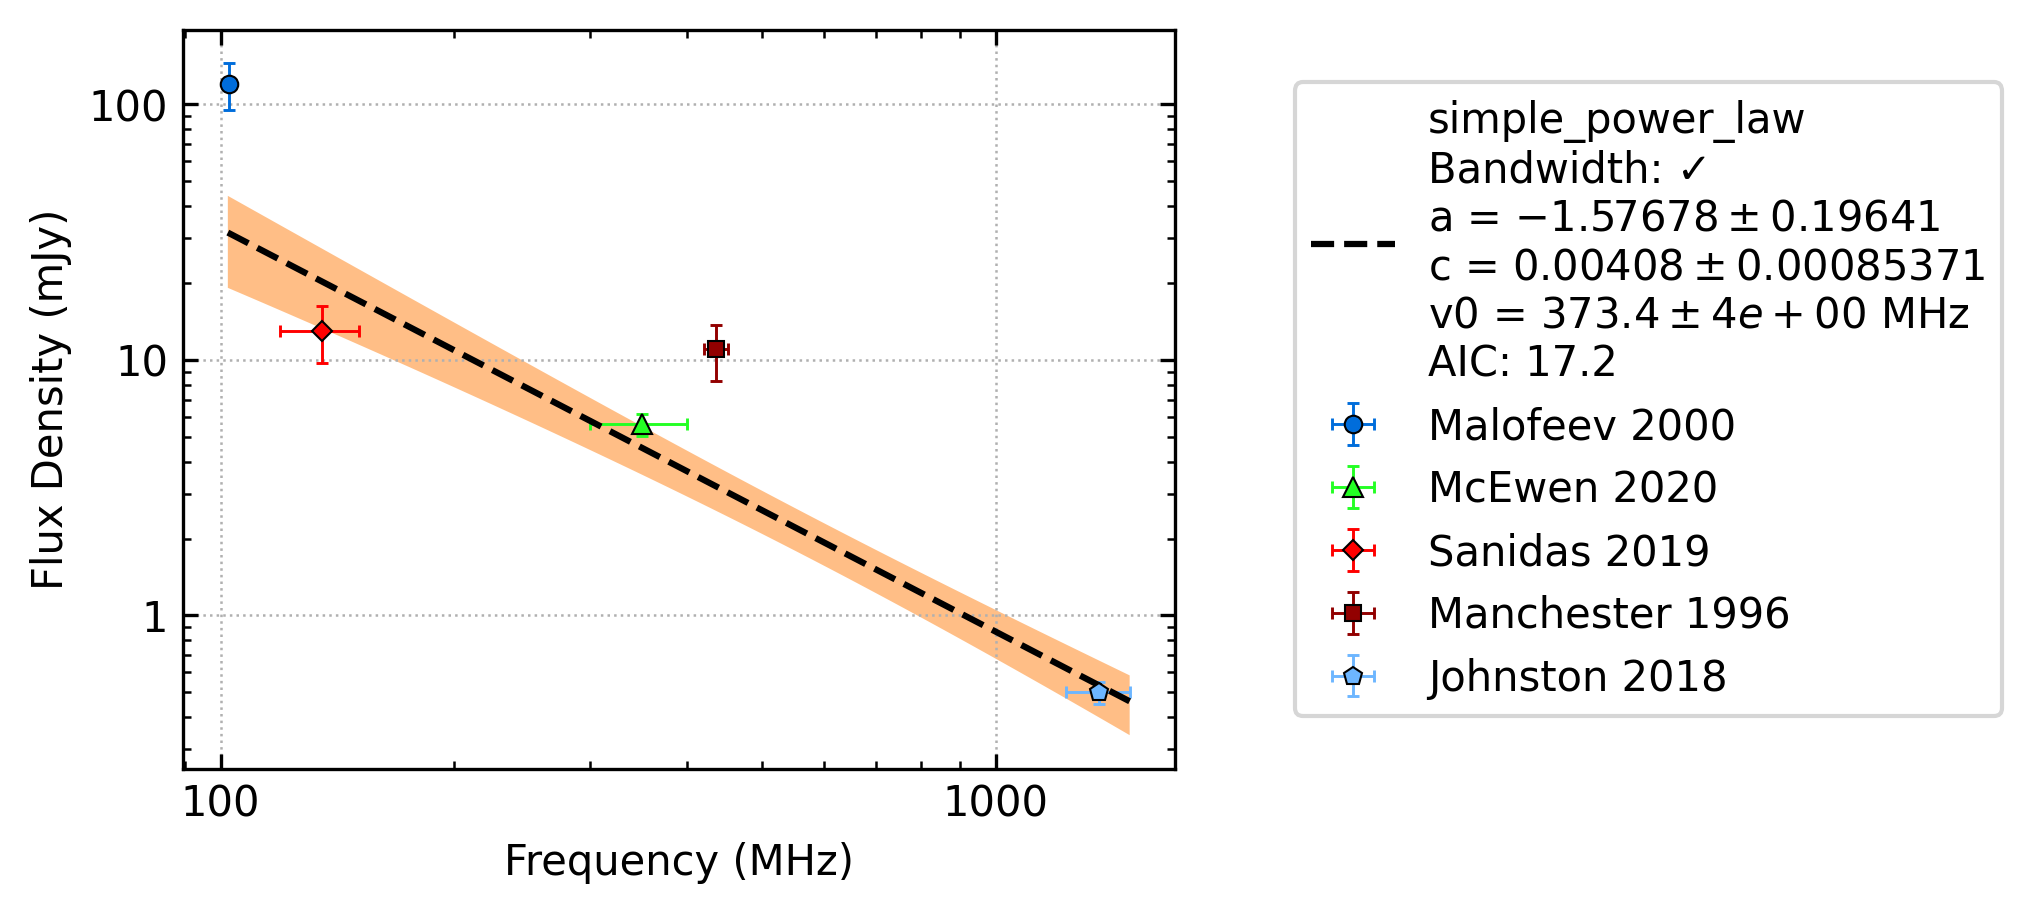 100
10
1
Flux Density (mJy)
100
1000
Frequency (MHz)
simple_power_law
Bandwidth: ✓
a = −1.57678 ± 0.19641
c = 0.00408 ± 0.00085371
v0 = 373.4 ± 4e + 00 MHz
AIC: 17.2
Malofeev 2000
McEwen 2020
Sanidas 2019
Manchester 1996
Johnston 2018